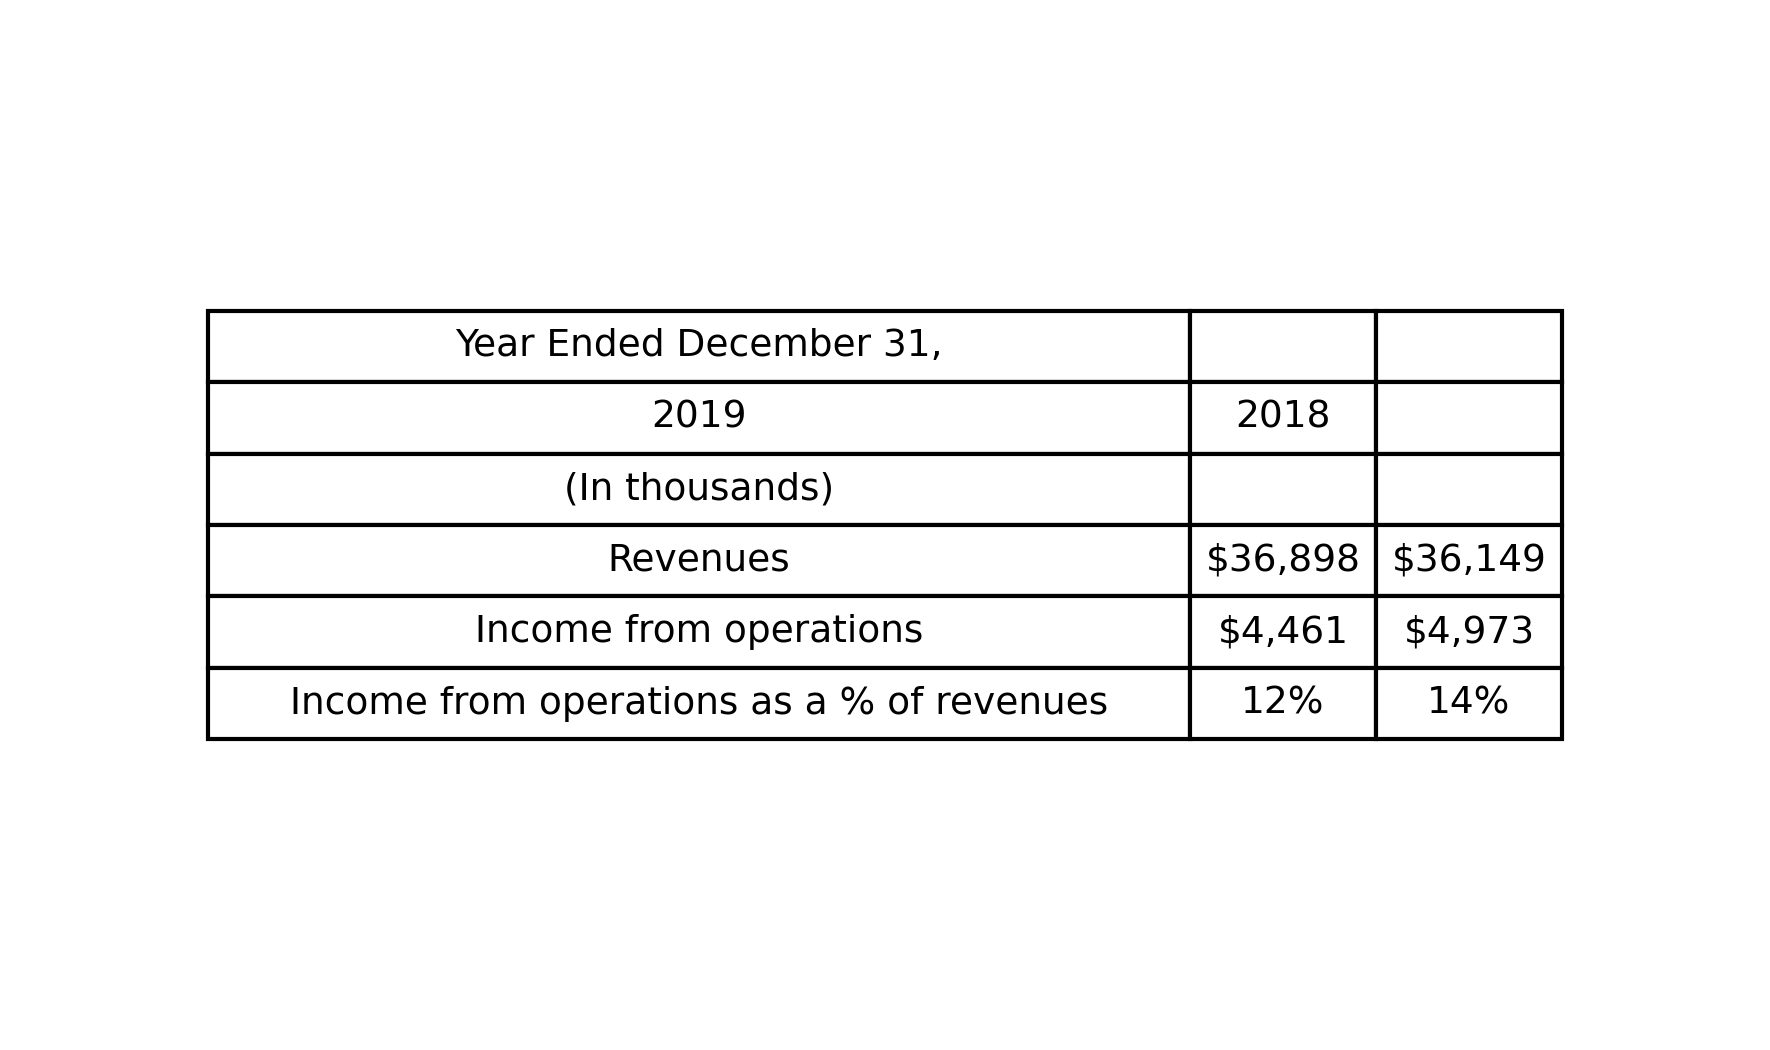 Year Ended December 31,
2019 2018
(In thousands)
Revenues $36,898 $36,149
Income from operations $4,461 $4,973
Income from operations as a % of revenues 12% 14%